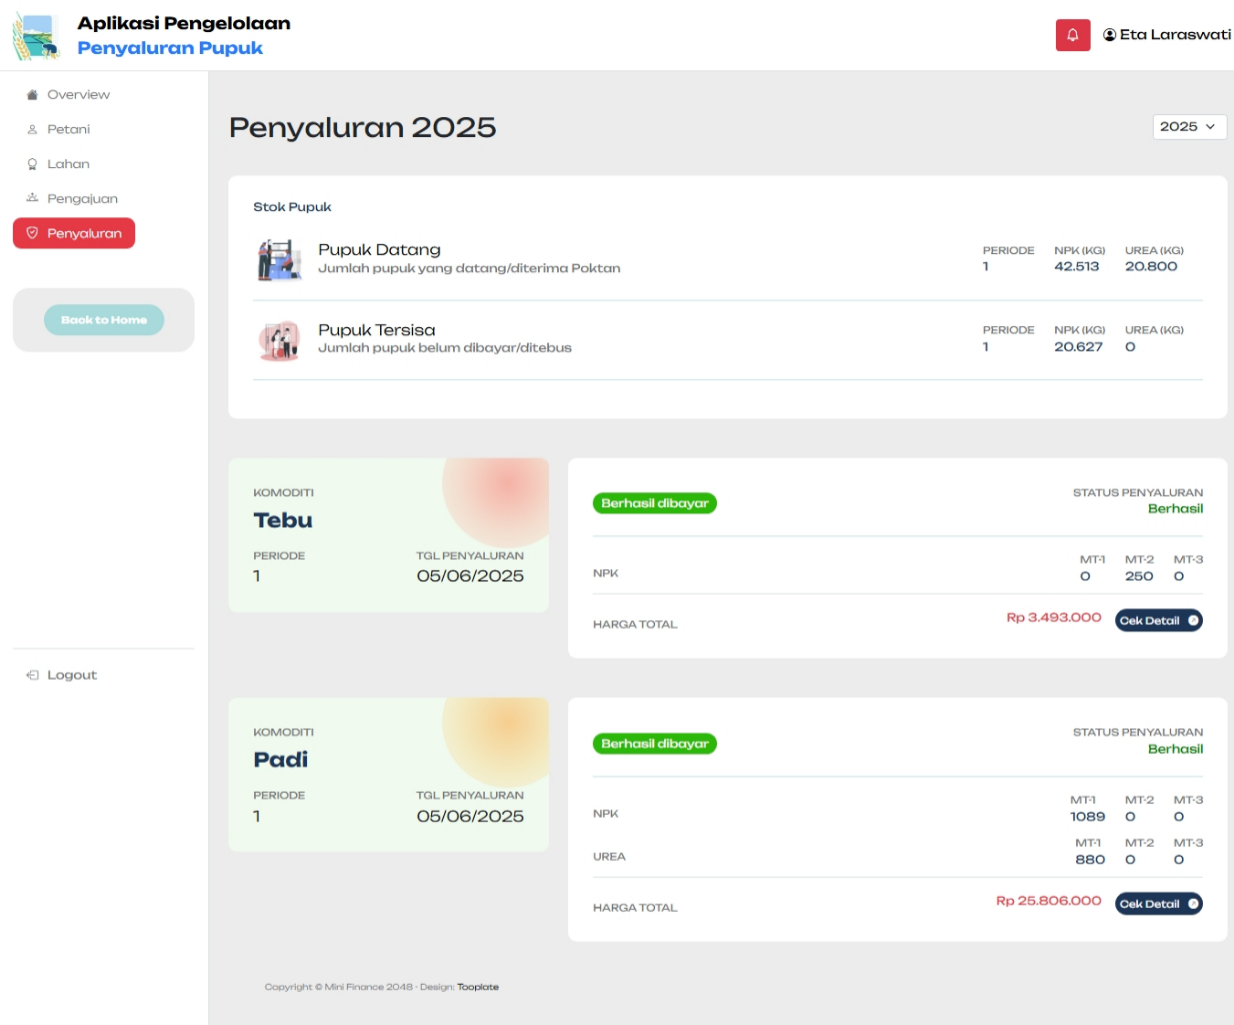 Aplikasi Pengelolaan
Penyaluran Pupuk
Eta Laraswati
Overview
Petani
Lahan
Pengajuan
Penyaluran
Back to Home
Logout
Penyaluran 2025
2025
Stok Pupuk
Pupuk Datang
Jumlah pupuk yang datang/diterima Poktan
PERIODE NPK (KG) UREA (KG)
1 42.513 20.800
Pupuk Tersisa
Jumlah pupuk belum dibayar/ditebus
PERIODE NPK (KG) UREA (KG)
1 20.627 0
KOMODITI
Tebu
PERIODE TGL PENYALURAN
1 05/06/2025
Berhasil dibayar
STATUS PENYALURAN
Berhasil
MT-1 MT-2 MT-3
NPK
0 250 0
HARGA TOTAL
Rp 3.493.000 Cek Detail
KOMODITI
Padi
PERIODE TGL PENYALURAN
1 05/06/2025
Berhasil dibayar
STATUS PENYALURAN
Berhasil
MT-1 MT-2 MT-3
NPK
1089 0 0
MT-1 MT-2 MT-3
UREA
880 0 0
HARGA TOTAL
Rp 25.806.000 Cek Detail
Copyright © Mini Finance 2048 - Design: Tooplate